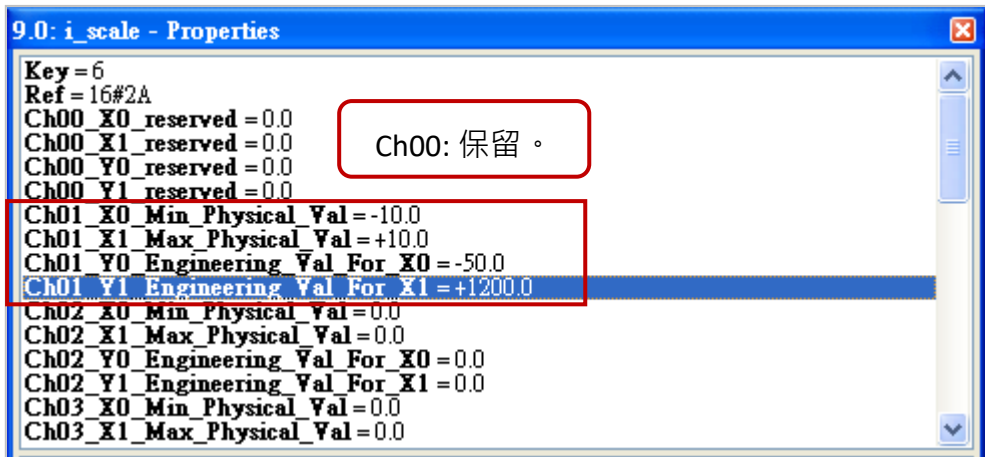 9.0: i_scale - Properties
Key = 6
Ref = 16#2A
Ch00_X0_reserved = 0.0
Ch00_X1_reserved = 0.0
Ch00_Y0_reserved = 0.0
Ch00_Y1_reserved = 0.0
Ch00: 保留。
Ch01_X0_Min_Physical_Val = -10.0
Ch01_X1_Max_Physical_Val = +10.0
Ch01_Y0_Engineering_Val_For_X0 = -50.0
Ch01_Y1_Engineering_Val_For_X1 = +1200.0
Ch02_X0_Min_Physical_Val = 0.0
Ch02_X1_Max_Physical_Val = 0.0
Ch02_Y0_Engineering_Val_For_X0 = 0.0
Ch02_Y1_Engineering_Val_For_X1 = 0.0
Ch03_X0_Min_Physical_Val = 0.0
Ch03_X1_Max_Physical_Val = 0.0